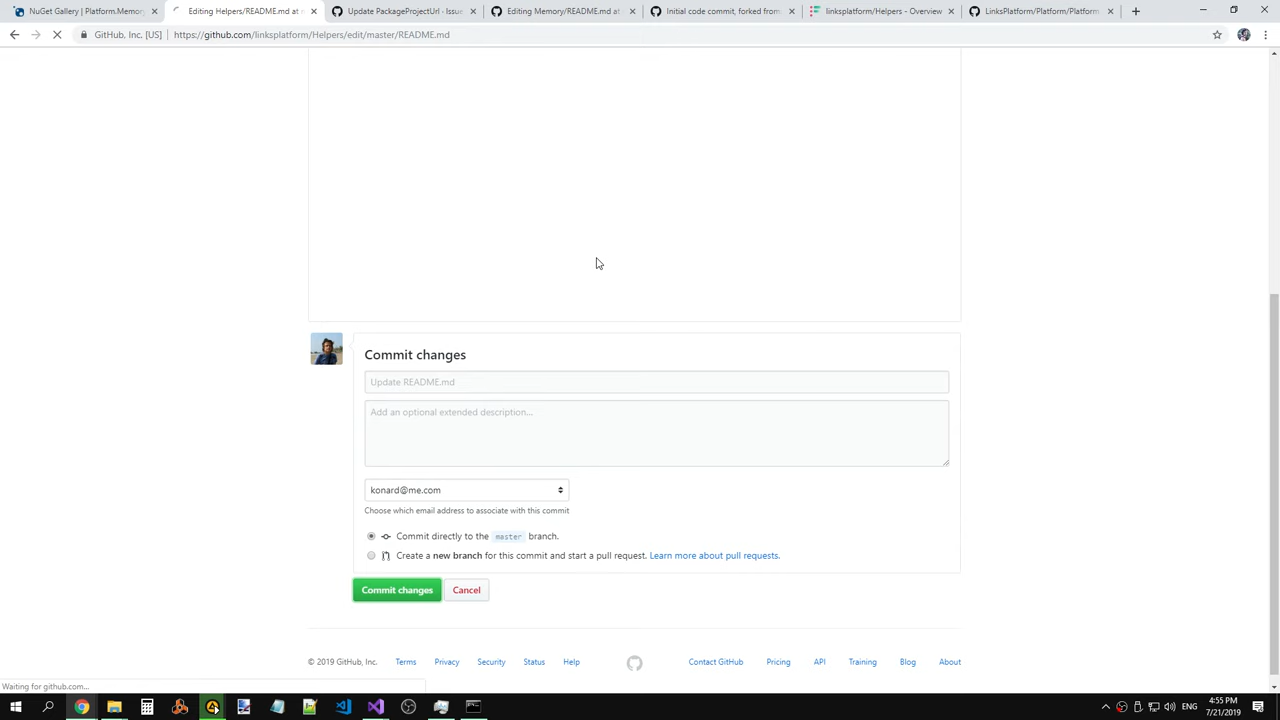 NuGet Gallery | Platform.Memory
Editing Helpers/README.md at m
Update PackageProjectUrl · Issue
Editing Memory/README.md at
Initial code commit, forked from
linksplatform/Helpers - Overview
LinksPlatform/Platform/Platform.
GitHub, Inc. [US]
https://github.com/linksplatform/Helpers/edit/master/README.md
Commit changes
Update README.md
Add an optional extended description...
konard@me.com
Choose which email address to associate with this commit
Commit directly to the master branch.
Create a new branch for this commit and start a pull request. Learn more about pull requests.
Commit changes
Cancel
© 2019 GitHub, Inc. Terms Privacy Security Status Help Contact GitHub Pricing API Training Blog About
Waiting for github.com...
ENG
4:55 PM
7/21/2019